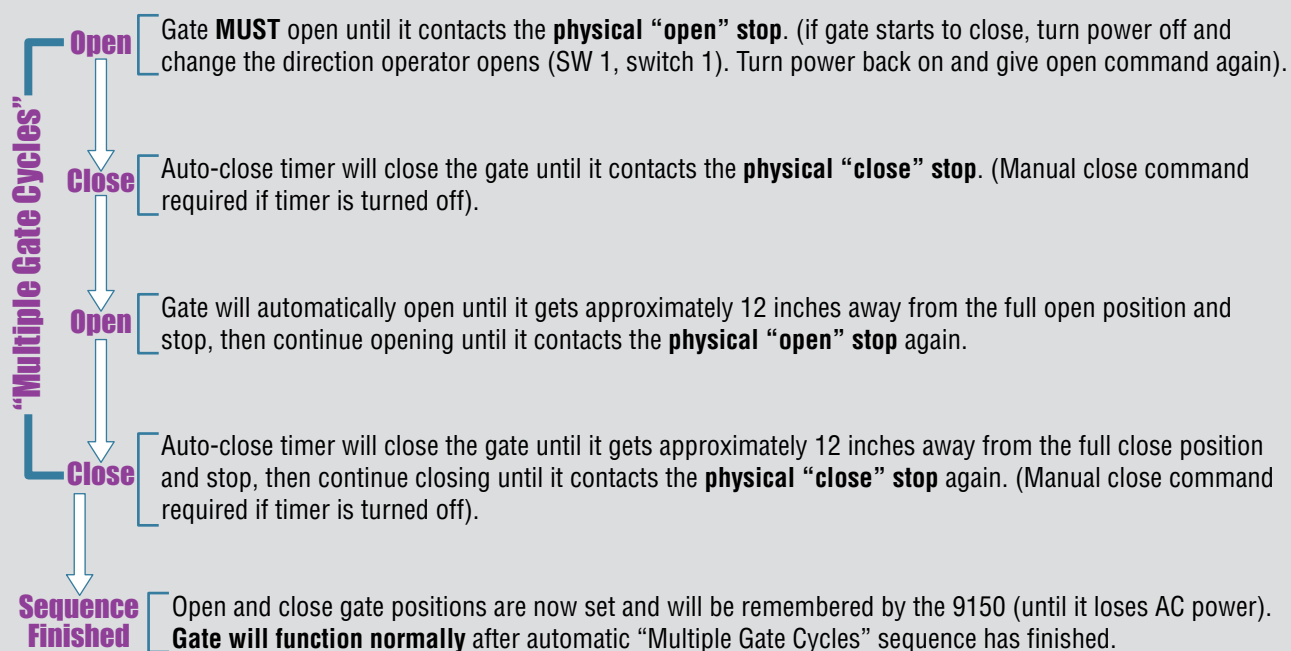 "Multiple Gate Cycles"
Open
Gate MUST open until it contacts the physical “open” stop. (if gate starts to close, turn power off and
change the direction operator opens (SW 1, switch 1). Turn power back on and give open command again).
Close
Auto-close timer will close the gate until it contacts the physical “close” stop. (Manual close command
required if timer is turned off).
Open
Gate will automatically open until it gets approximately 12 inches away from the full open position and
stop, then continue opening until it contacts the physical “open” stop again.
Close
Auto-close timer will close the gate until it gets approximately 12 inches away from the full close position
and stop, then continue closing until it contacts the physical “close” stop again. (Manual close command
required if timer is turned off).
Sequence
Finished
Open and close gate positions are now set and will be remembered by the 9150 (until it loses AC power).
Gate will function normally after automatic “Multiple Gate Cycles” sequence has finished.